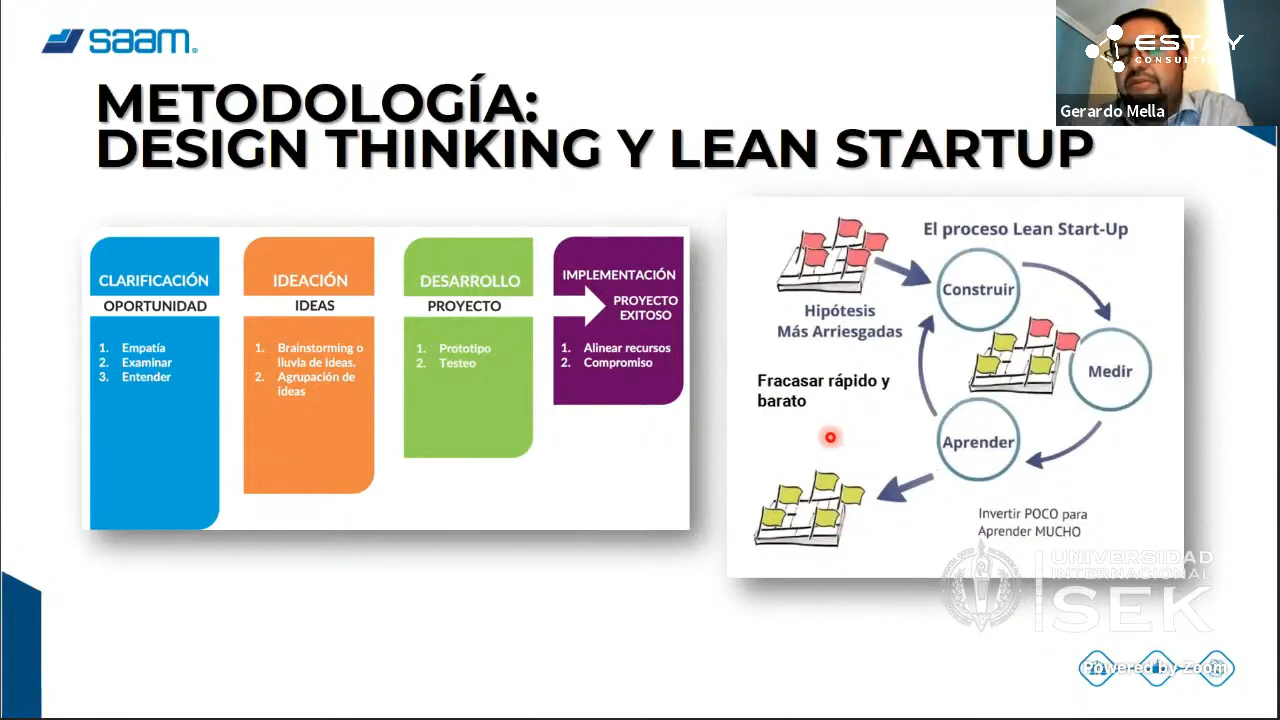 saam
ESTAY
CONSULTING
Gerardo Mella
METODOLOGÍA:
DESIGN THINKING Y LEAN STARTUP
CLARIFICACIÓN
OPORTUNIDAD
1. Empatía
2. Examinar
3. Entender
IDEACIÓN
IDEAS
1. Brainstorming o
lluvia de ideas.
2. Agrupación de
ideas
DESARROLLO
PROYECTO
1. Prototipo
2. Testeo
IMPLEMENTACIÓN
PROYECTO
EXITOSO
1. Alinear recursos
2. Compromiso
El proceso Lean Start-Up
Construir
Hipótesis
Más Arriesgadas
Medir
Fracasar rápido y
barato
Aprender
Invertir POCO para
Aprender MUCHO
UNIVERSIDAD
INTERNACIONAL
SEK
Powered by Zoom